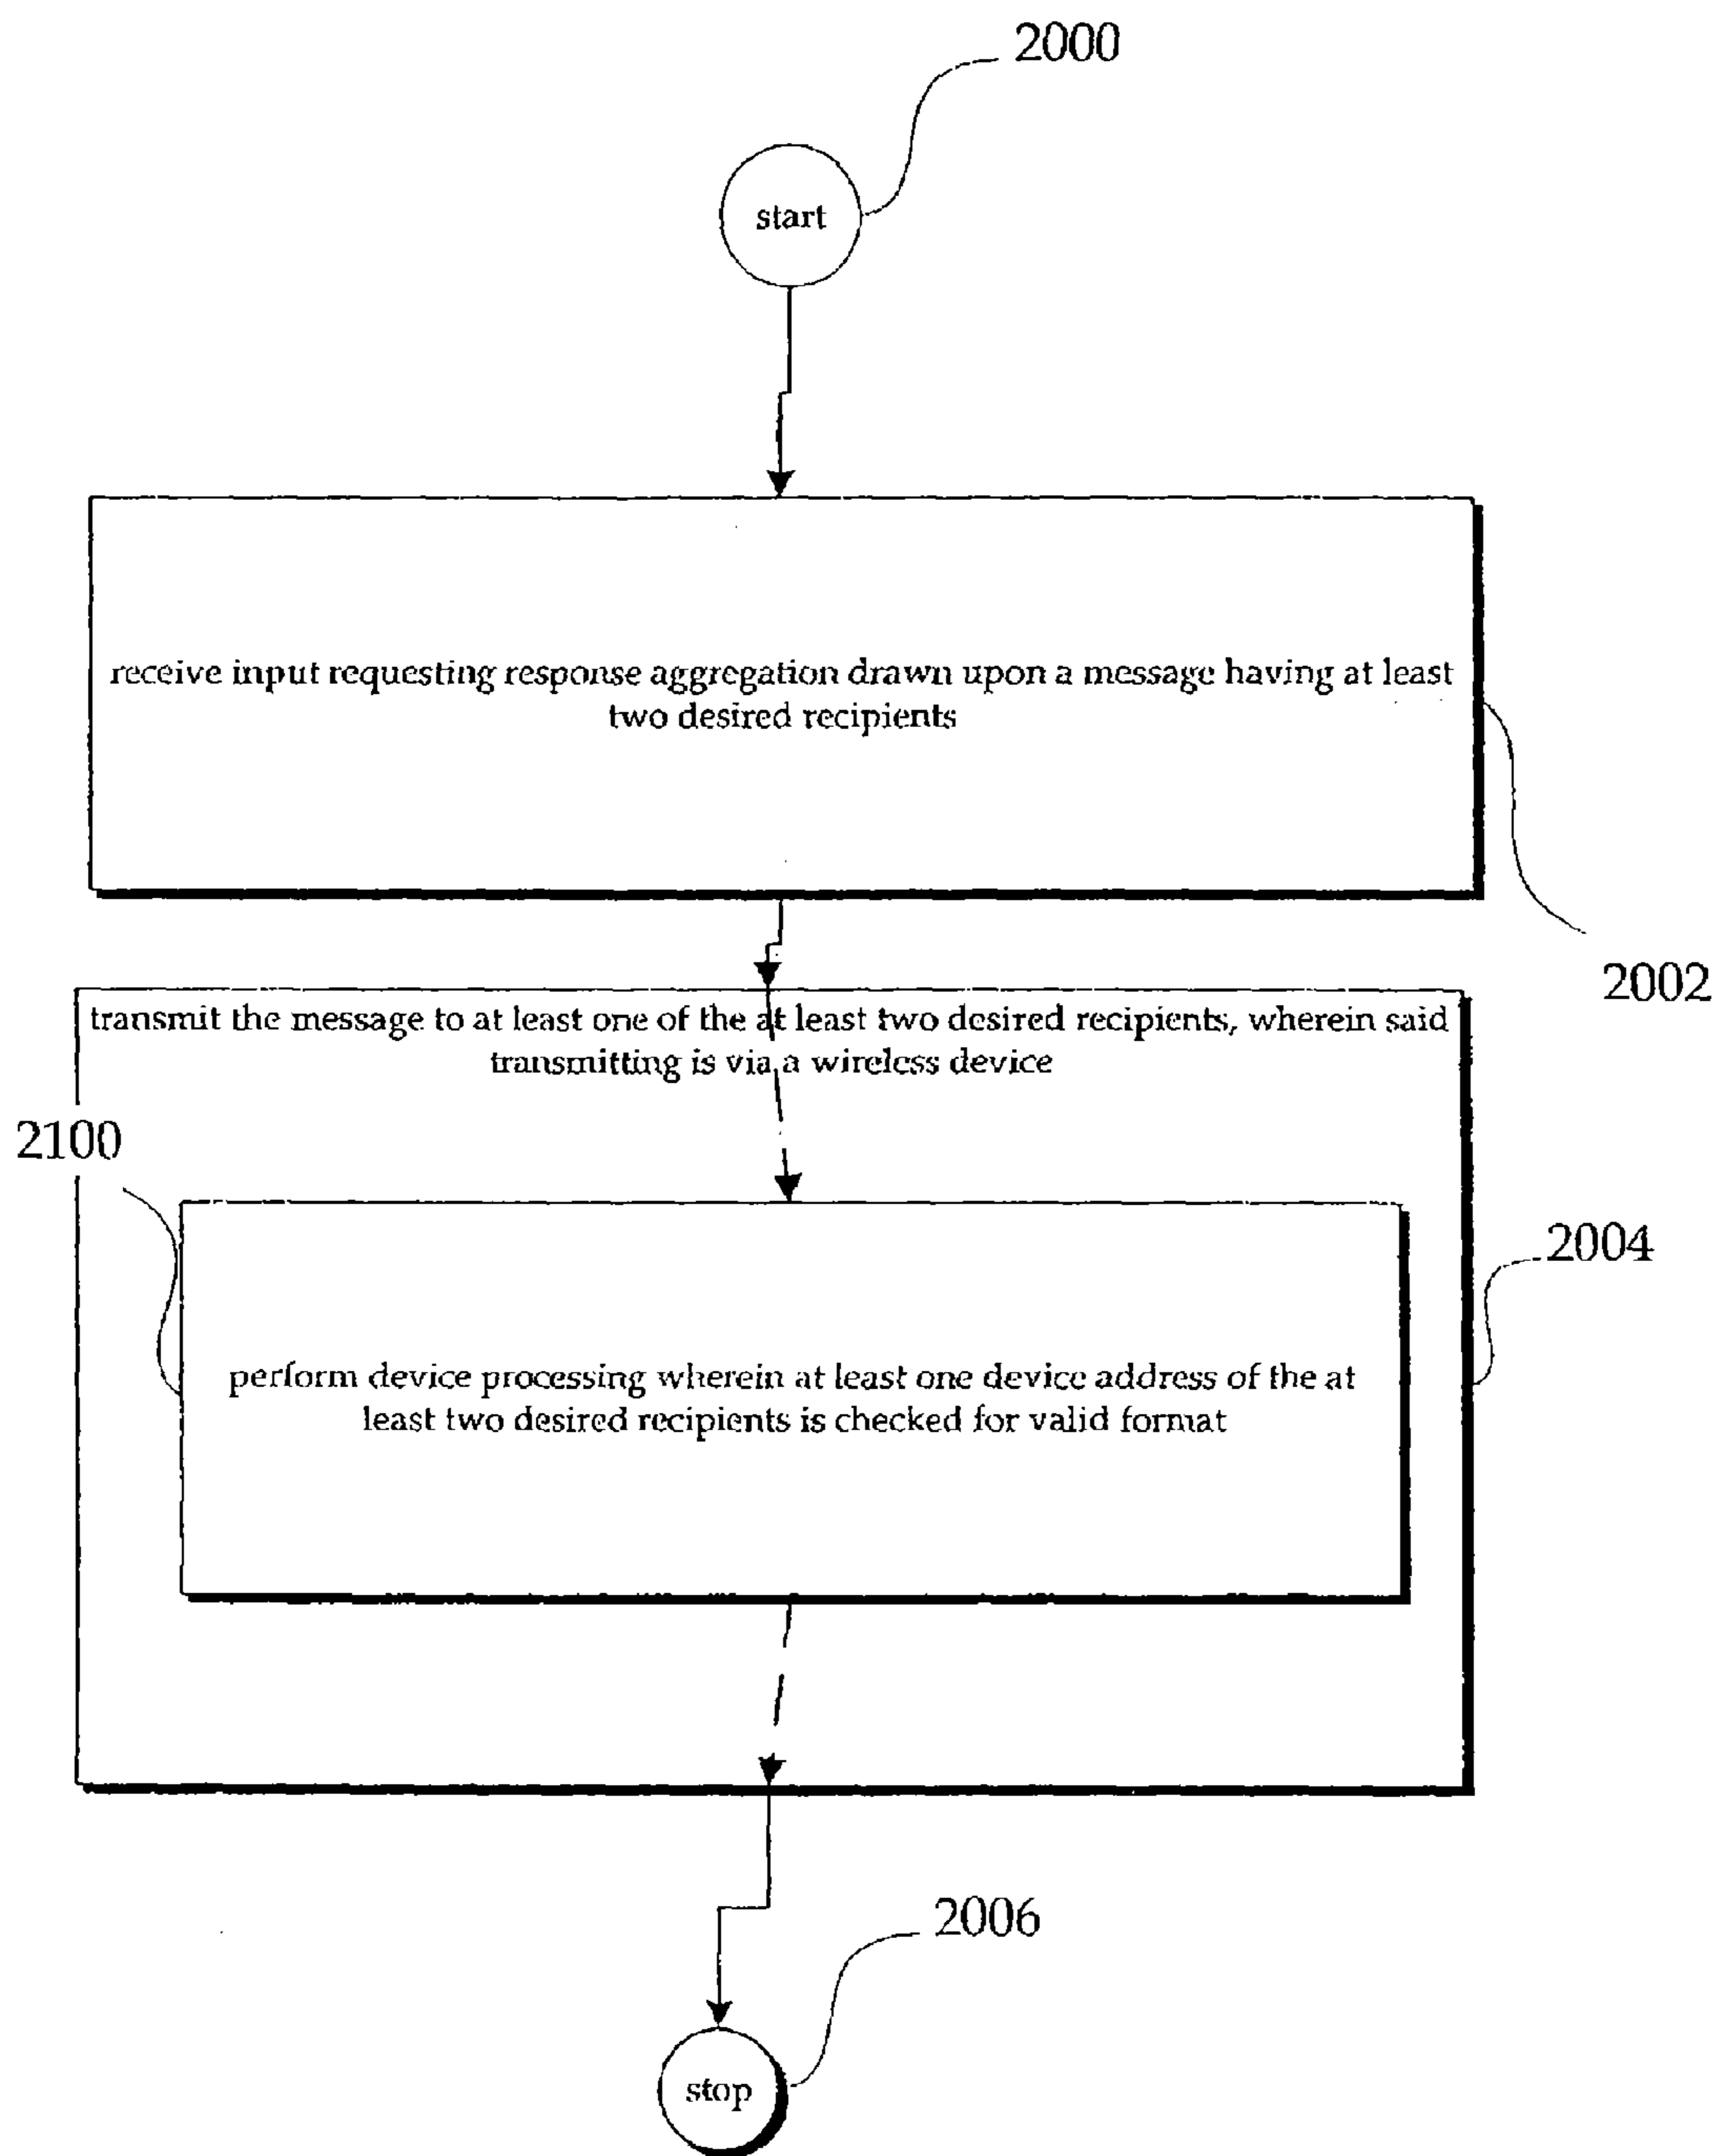 2000
start
receive input requesting response aggregation drawn upon a message having at least
two desired recipients
2002
transmit the message to at least one of the at least two desired recipients, wherein said
transmitting is via a wireless device
2100
2004
perform device processing wherein at least one device address of the at
least two desired recipients is checked for valid format
2006
stop